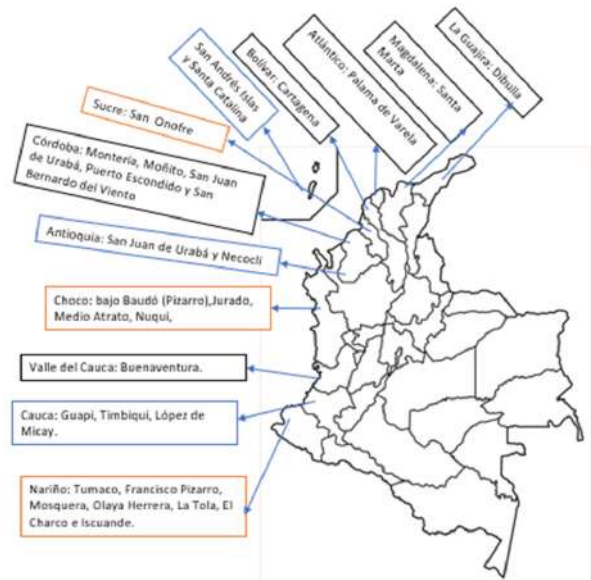 La Guajira: Dibulla
Magdalena: Santa
Marta
Atlántico: Palama de Varela
Bolívar: Cartagena
San Andrés Islas
y Santa Catalina
Sucre: San Onofre
Córdoba: Montería, Moñito, San Juan
de Urabá, Puerto Escondido y San
Bernardo del Viento
Antioquia: San Juan de Urabá y Necoclí
Choco: bajo Baudó (Pizarro),Jurado,
Medio Atrato, Nuqui,
Valle del Cauca: Buenaventura.
Cauca: Guapi, Timbiqui, López de
Micay.
Nariño: Tumaco, Francisco Pizarro,
Mosquera, Olaya Herrera, La Tola, El
Charco e Iscuande.